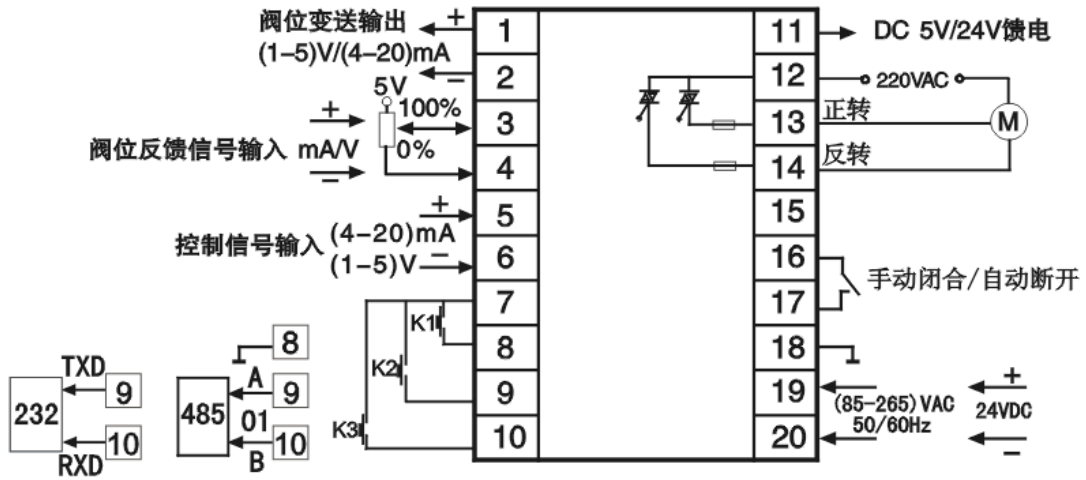 阀位变送输出
(1–5)V/(4–20)mA
+
−
5V
100%
0%
+
阀位反馈信号输入 mA/V
−
+
控制信号输入 (4-20)mA
(1-5)V
−
K1
K2
K3
1
2
3
4
5
6
7
8
9
10
11
12
13
14
15
16
17
18
19
20
DC 5V/24V馈电
220VAC
正转
M
反转
手动闭合/自动断开
(85-265)VAC
50/60Hz
+
24VDC
−
232
TXD
9
10
RXD
485
8
A
9
01
10
B